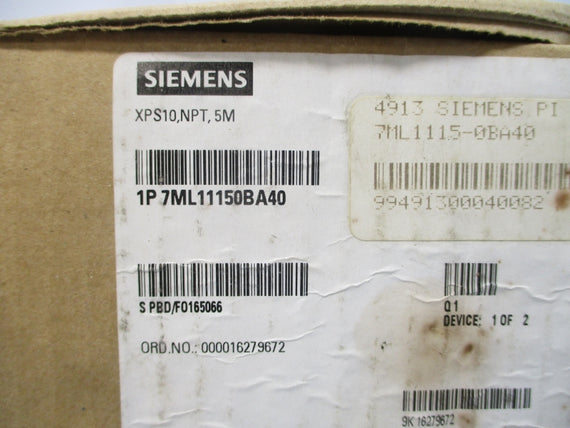 SIEMENS
XPS10,NPT, 5M
1P 7ML11150BA40
4913 SIEMENS PI
7ML1115-0BA40
99491300040082
S PBD/F0165066
Q 1
DEVICE: 1 OF 2
ORD.NO.: 000016279672
9K 16279672